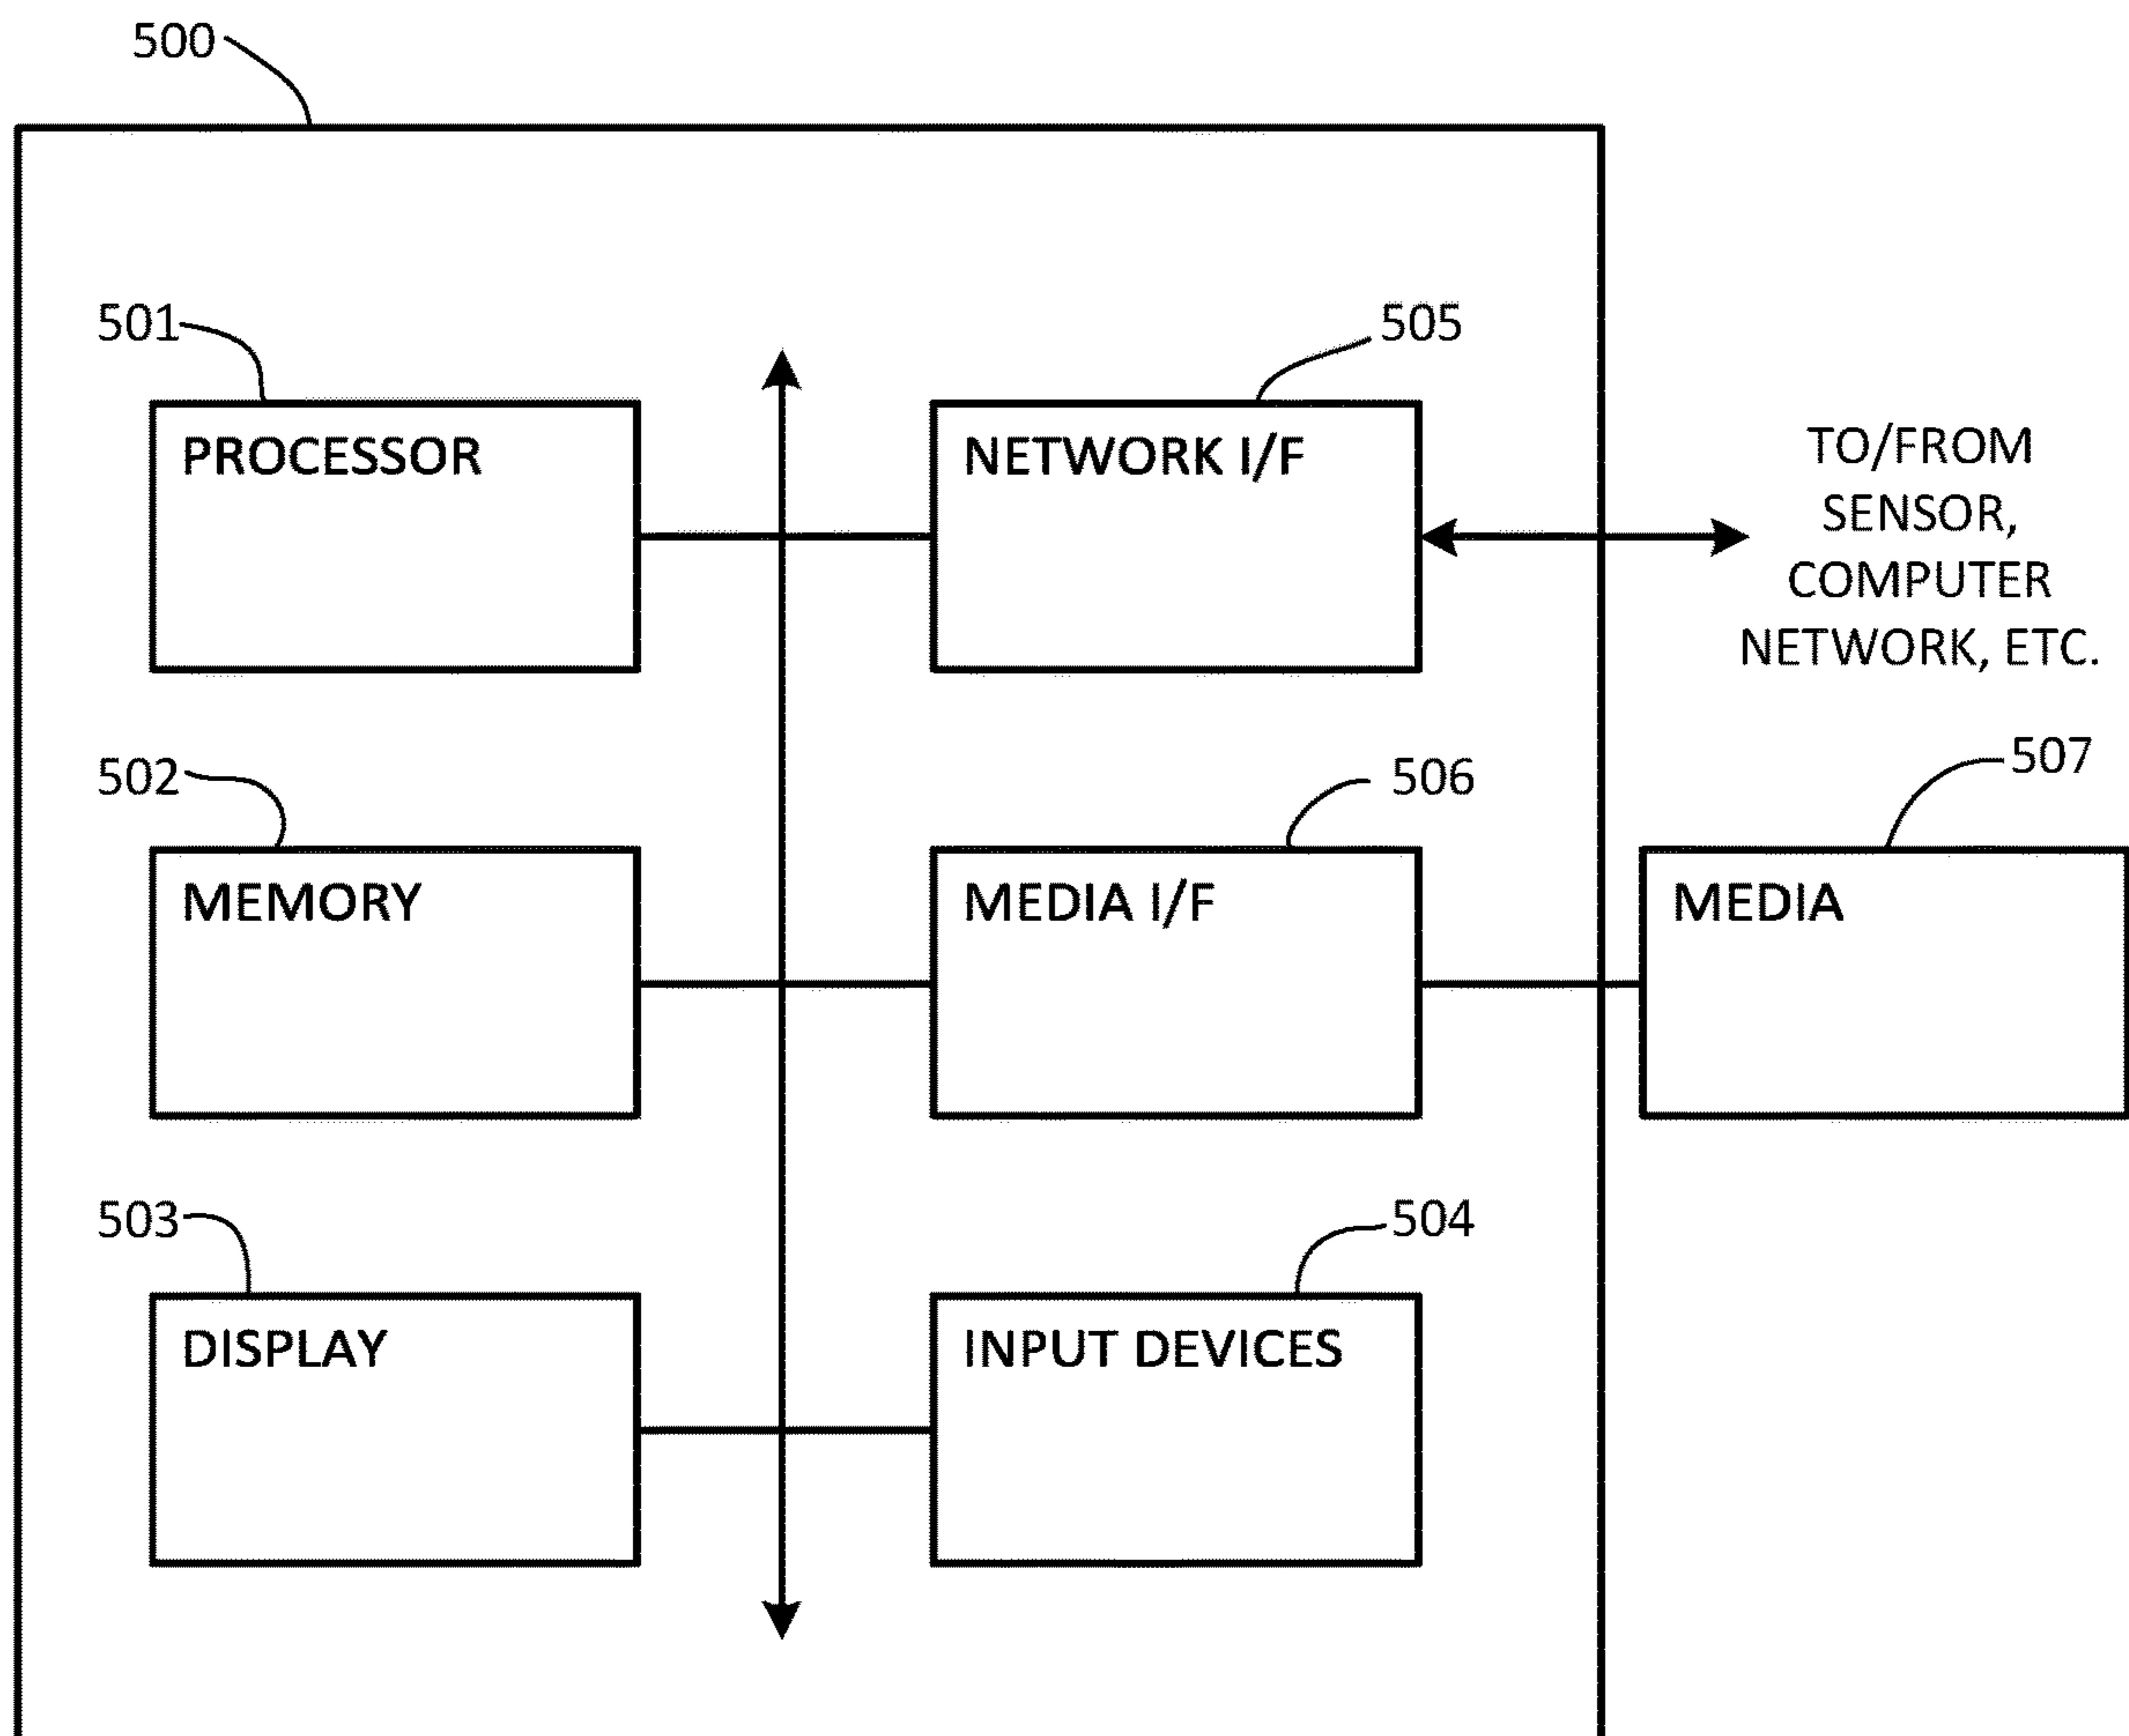 500
501
505
PROCESSOR
NETWORK I/F
TO/FROM
SENSOR,
COMPUTER
NETWORK, ETC.
502
506
507
MEMORY
MEDIA I/F
MEDIA
503
504
DISPLAY
INPUT DEVICES